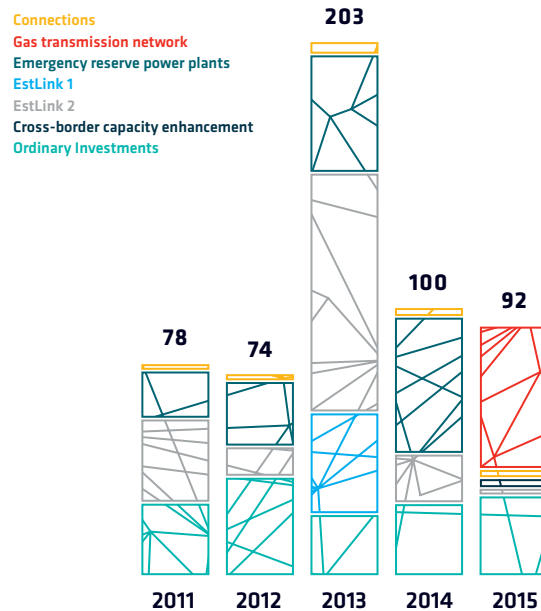 Connections
Gas transmission network
Emergency reserve power plants
EstLink 1
EstLink 2
Cross-border capacity enhancement
Ordinary Investments
203
100
92
78
74
2011 2012 2013 2014 2015